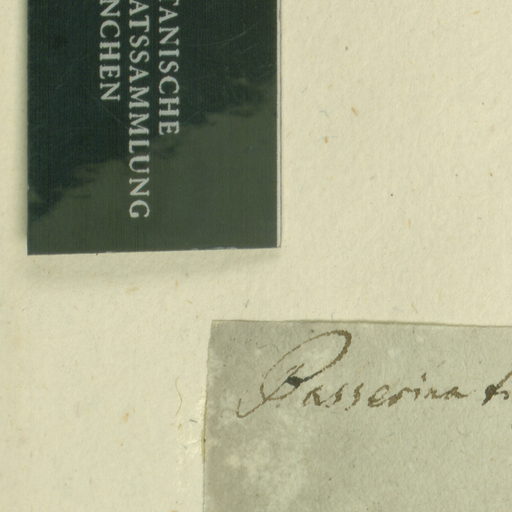 TANISCHE
ATSSAMMLUNG
NCHEN
Passerina